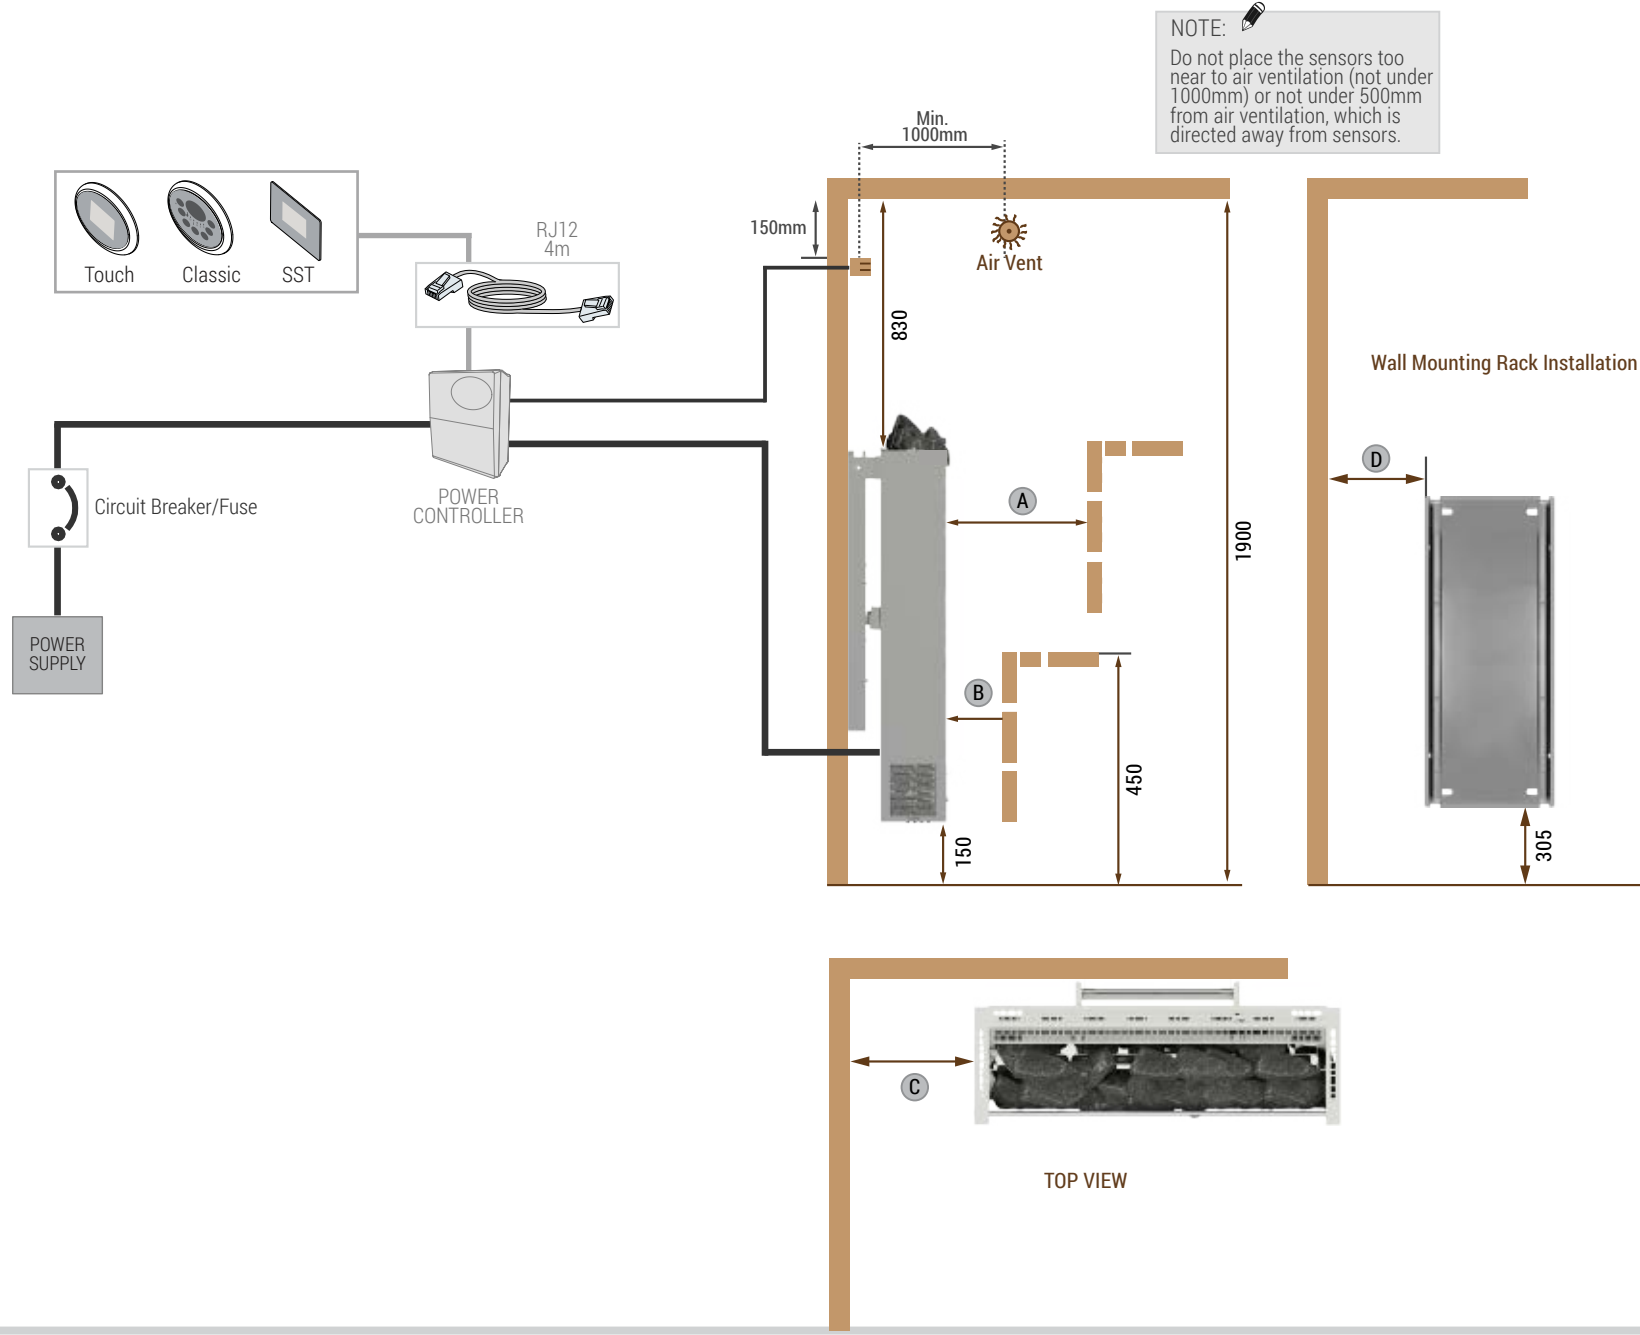 NOTE:
Do not place the sensors too
near to air ventilation (not under
1000mm) or not under 500mm
from air ventilation, which is
directed away from sensors.
Min.
1000mm
150mm
Air Vent
830
Touch
Classic
SST
RJ12
4m
Circuit Breaker/Fuse
POWER
CONTROLLER
POWER
SUPPLY
A
B
1900
450
150
Wall Mounting Rack Installation
D
305
C
TOP VIEW